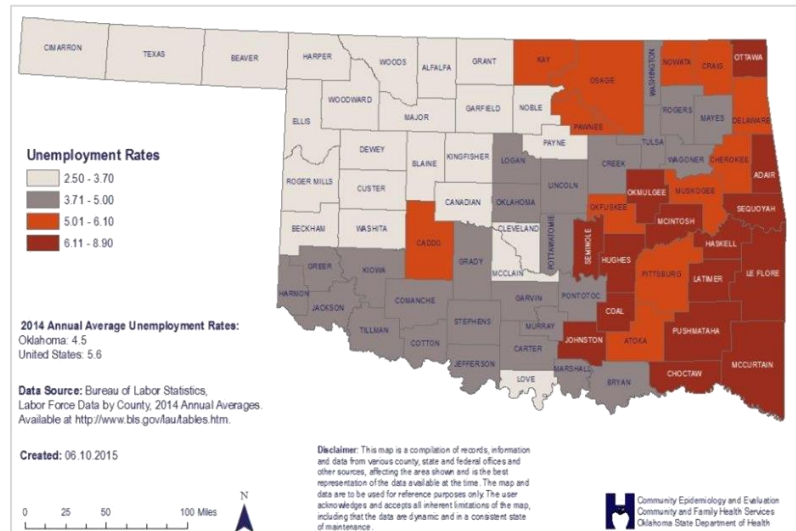 CIMARRON
TEXAS
BEAVER
HARPER
WOODS
ALFALFA
GRANT
KAY
OSAGE
WASHINGTON
NOWATA
CRAIG
OTTAWA
WOODWARD
ELLIS
MAJOR
GARFIELD
NOBLE
PAWNEE
ROGERS
MAYES
DELAWARE
DEWEY
BLAINE
KINGFISHER
LOGAN
PAYNE
CREEK
TULSA
WAGONER
CHEROKEE
ADAIR
ROGER MILLS
CUSTER
CANADIAN
OKLAHOMA
LINCOLN
OKFUSKEE
OKMULGEE
MUSKOGEE
SEQUOYAH
BECKHAM
WASHITA
CADDO
GRADY
CLEVELAND
MCCLAIN
POTTAWATOMIE
SEMINOLE
HUGHES
MCINTOSH
HASKELL
PITTSBURG
LATIMER
LE FLORE
GREER
KIOWA
HARMON
JACKSON
COMANCHE
TILLMAN
COTTON
STEPHENS
GARVIN
PONTOTOC
COAL
MURRAY
CARTER
JEFFERSON
LOVE
JOHNSTON
MARSHALL
ATOKA
BRYAN
PUSHMATAHA
CHOCTAW
MCCURTAIN
Unemployment Rates
2.50 - 3.70
3.71 - 5.00
5.01 - 6.10
6.11 - 8.90
2014 Annual Average Unemployment Rates:
Oklahoma: 4.5
United States: 5.6
Data Source: Bureau of Labor Statistics,
Labor Force Data by County, 2014 Annual Averages.
Available at http://www.bls.gov/lau/tables.htm.
Created: 06.10.2015
0 25 50 100 Miles
N
Disclaimer: This map is a compilation of records, information
and data from various county, state and federal offices and
other sources, affecting the area shown and is the best
representation of the data available at the time. The map and
data are to be used for reference purposes only. The user
acknowledges and accepts all inherent limitations of the map,
including that the data are dynamic and in a consistent state
of maintenance.
Community Epidemiology and Evaluation
Community and Family Health Services
Oklahoma State Department of Health